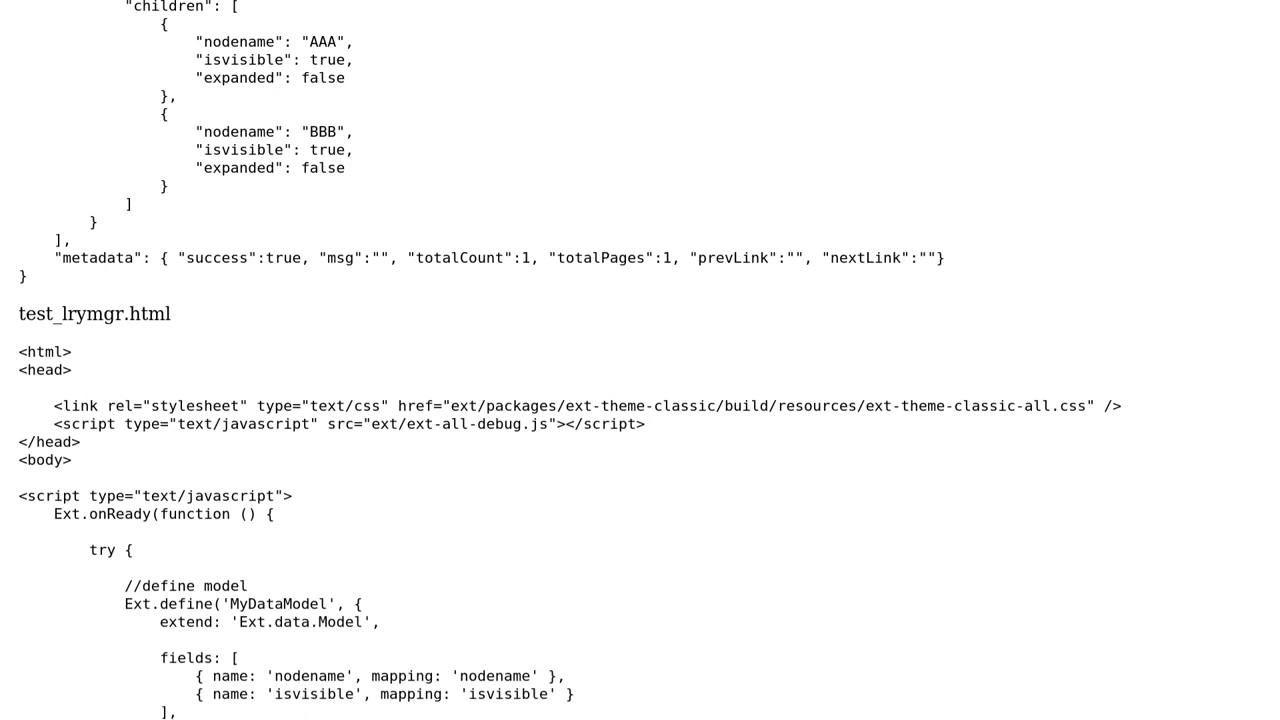 "children": [
{
"nodename": "AAA",
"isvisible": true,
"expanded": false
},
{
"nodename": "BBB",
"isvisible": true,
"expanded": false
}
]
}
],
"metadata": { "success":true, "msg":"", "totalCount":1, "totalPages":1, "prevLink":"", "nextLink":""}
}
test_lrymgr.html
<html>
<head>
<link rel="stylesheet" type="text/css" href="ext/packages/ext-theme-classic/build/resources/ext-theme-classic-all.css" />
<script type="text/javascript" src="ext/ext-all-debug.js"></script>
</head>
<body>
<script type="text/javascript">
Ext.onReady(function () {
try {
//define model
Ext.define('MyDataModel', {
extend: 'Ext.data.Model',
fields: [
{ name: 'nodename', mapping: 'nodename' },
{ name: 'isvisible', mapping: 'isvisible' }
],